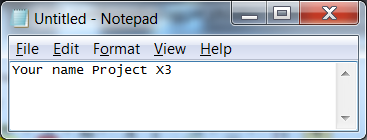 Untitled - Notepad
File Edit Format View Help
Your name Project X3